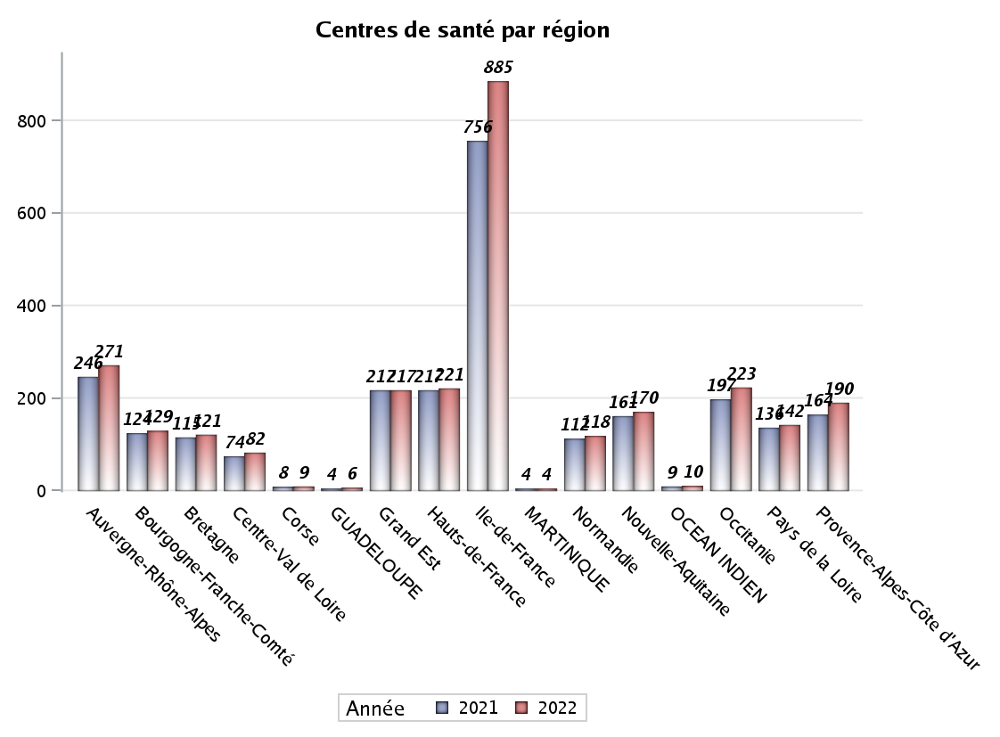 Centres de santé par région
885
800
756
600
400
246 271 124 129 115 121 74 82 8 9 4 6 217 217 217 221 4 4 112 118 161 170 9 10 197 223 136 142 164 190
200
0
Auvergne-Rhône-Alpes
Bourgogne-Franche-Comté
Bretagne
Centre-Val de Loire
Corse
GUADELOUPE
Grand Est
Hauts-de-France
Ile-de-France
MARTINIQUE
Normandie
Nouvelle-Aquitaine
OCEAN INDIEN
Occitanie
Pays de la Loire
Provence-Alpes-Côte d'Azur
Année 2021 2022